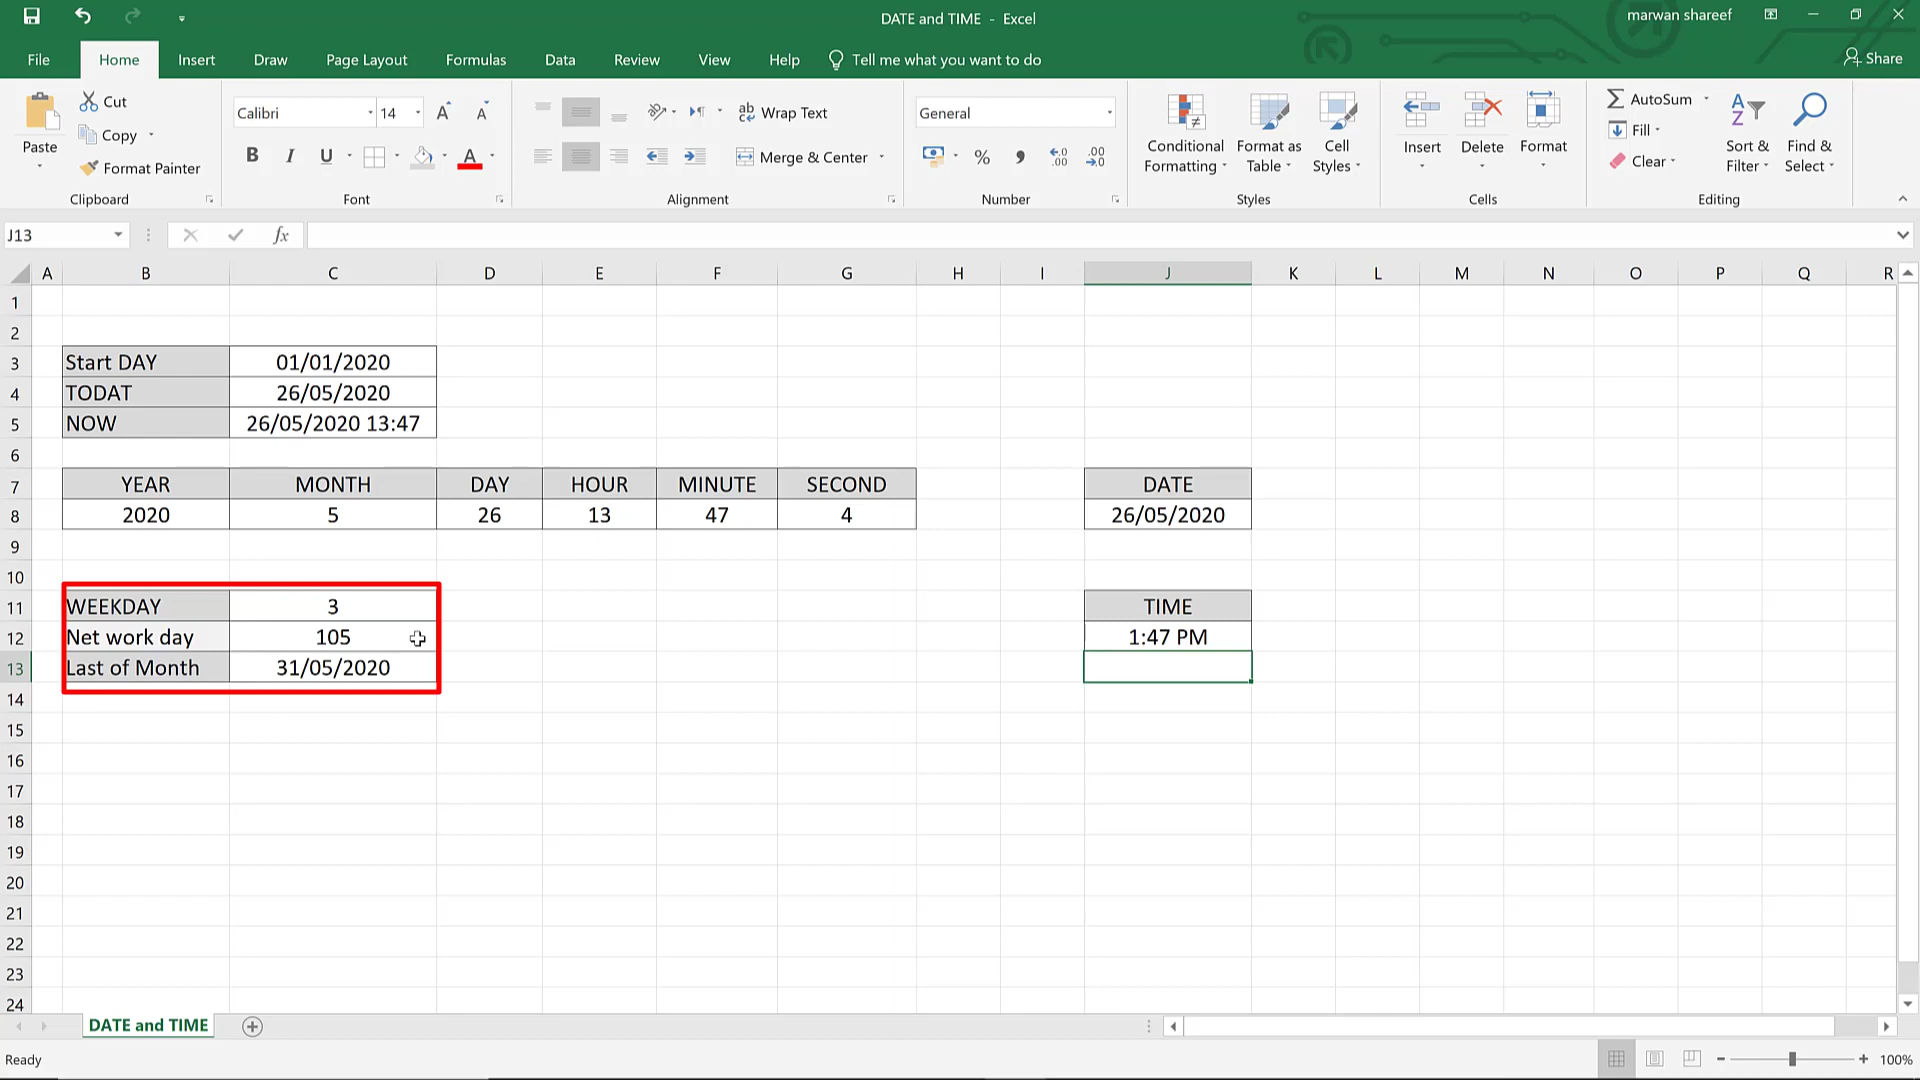 DATE and TIME - Excel
marwan shareef
File Home Insert Draw Page Layout Formulas Data Review View Help Tell me what you want to do
Share
Paste
Cut
Copy
Format Painter
Clipboard
Calibri 14
B I U A
Font
ab Wrap Text
Merge & Center
Alignment
General
% .00 .0
Number
Conditional Formatting
Format as Table
Cell Styles
Styles
Insert Delete Format
Cells
AutoSum
Fill
Clear
Sort & Filter
Find & Select
Editing
J13
fx
A B C D E F G H I J K L M N O P Q R
1
2
3 Start DAY 01/01/2020
4 TODAT 26/05/2020
5 NOW 26/05/2020 13:47
6
7 YEAR MONTH DAY HOUR MINUTE SECOND DATE
8 2020 5 26 13 47 4 26/05/2020
9
10
11 WEEKDAY 3 TIME
12 Net work day 105 1:47 PM
13 Last of Month 31/05/2020
14
15
16
17
18
19
20
21
22
23
24
DATE and TIME
Ready
100%